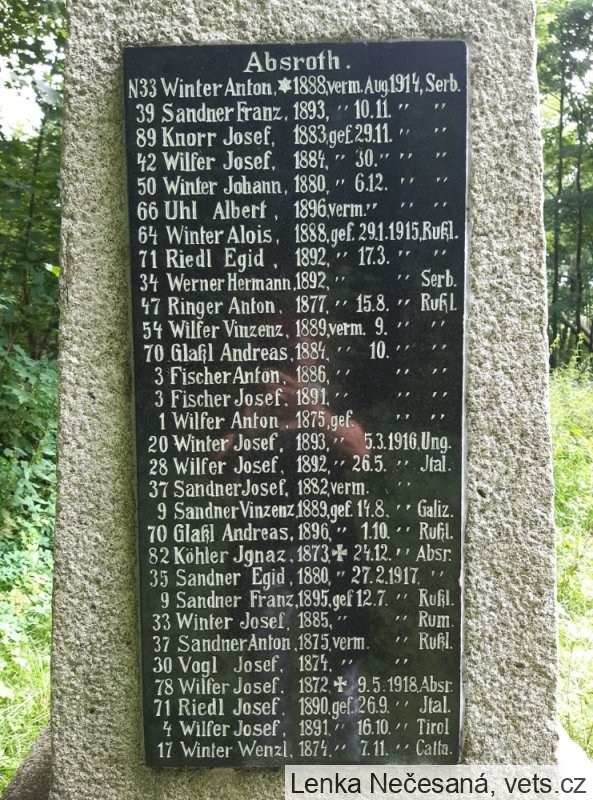 Absroth.
N33 Winter Anton, ✶1888, verm. Aug. 1914, Serb.
39 Sandner Franz, 1893, " 10.11. " "
89 Knorr Josef, 1883, gef. 29.11. " "
42 Wilfer Josef, 1884, " 30. " " "
50 Winter Johann, 1880, " 6.12. " "
66 Uhl Albert, 1896, verm. " " "
64 Winter Alois, 1888, gef. 29.1.1915, Rußl.
71 Riedl Egid, 1892, " 17.3. " "
34 Werner Hermann, 1892, " " Serb.
47 Ringer Anton, 1877, " 15.8. " Rußl
54 Wilfer Vinzenz, 1889, verm. 9. " "
70 Glaßl Andreas, 1884, " 10. " "
3 Fischer Anton, 1886, " " "
3 Fischer Josef, 1891, " " "
1 Wilfer Anton, 1875, gef. " "
20 Winter Josef, 1893, " 5.3.1916, Ung.
28 Wilfer Josef, 1892, " 26.5. " Jtal.
37 Sandner Josef, 1882, verm. "
9 Sandner Vinzenz, 1889, gef. 14.8. " Galiz.
70 Glaßl Andreas, 1896, " 1.10. " Rußl.
82 Köhler Jgnaz, 1873, ✠ 24.12. " Absr.
35 Sandner Egid, 1880, " 27.2.1917. "
9 Sandner Franz, 1895, gef 12.7. " Rußl.
33 Winter Josef, 1885, " " Rum.
37 Sandner Anton, 1875, verm. " Rußl.
30 Vogl Josef, 1874, " "
78 Wilfer Josef, 1872 ✠ 9.5.1918, Absr.
71 Riedl Josef, 1890, gef. 26.9. " Jtal.
4 Wilfer Josef, 1891, " 16.10. " Tirol
17 Winter Wenzl, 1874, " 7.11. " Catta.
Lenka Nečesaná, vets.cz